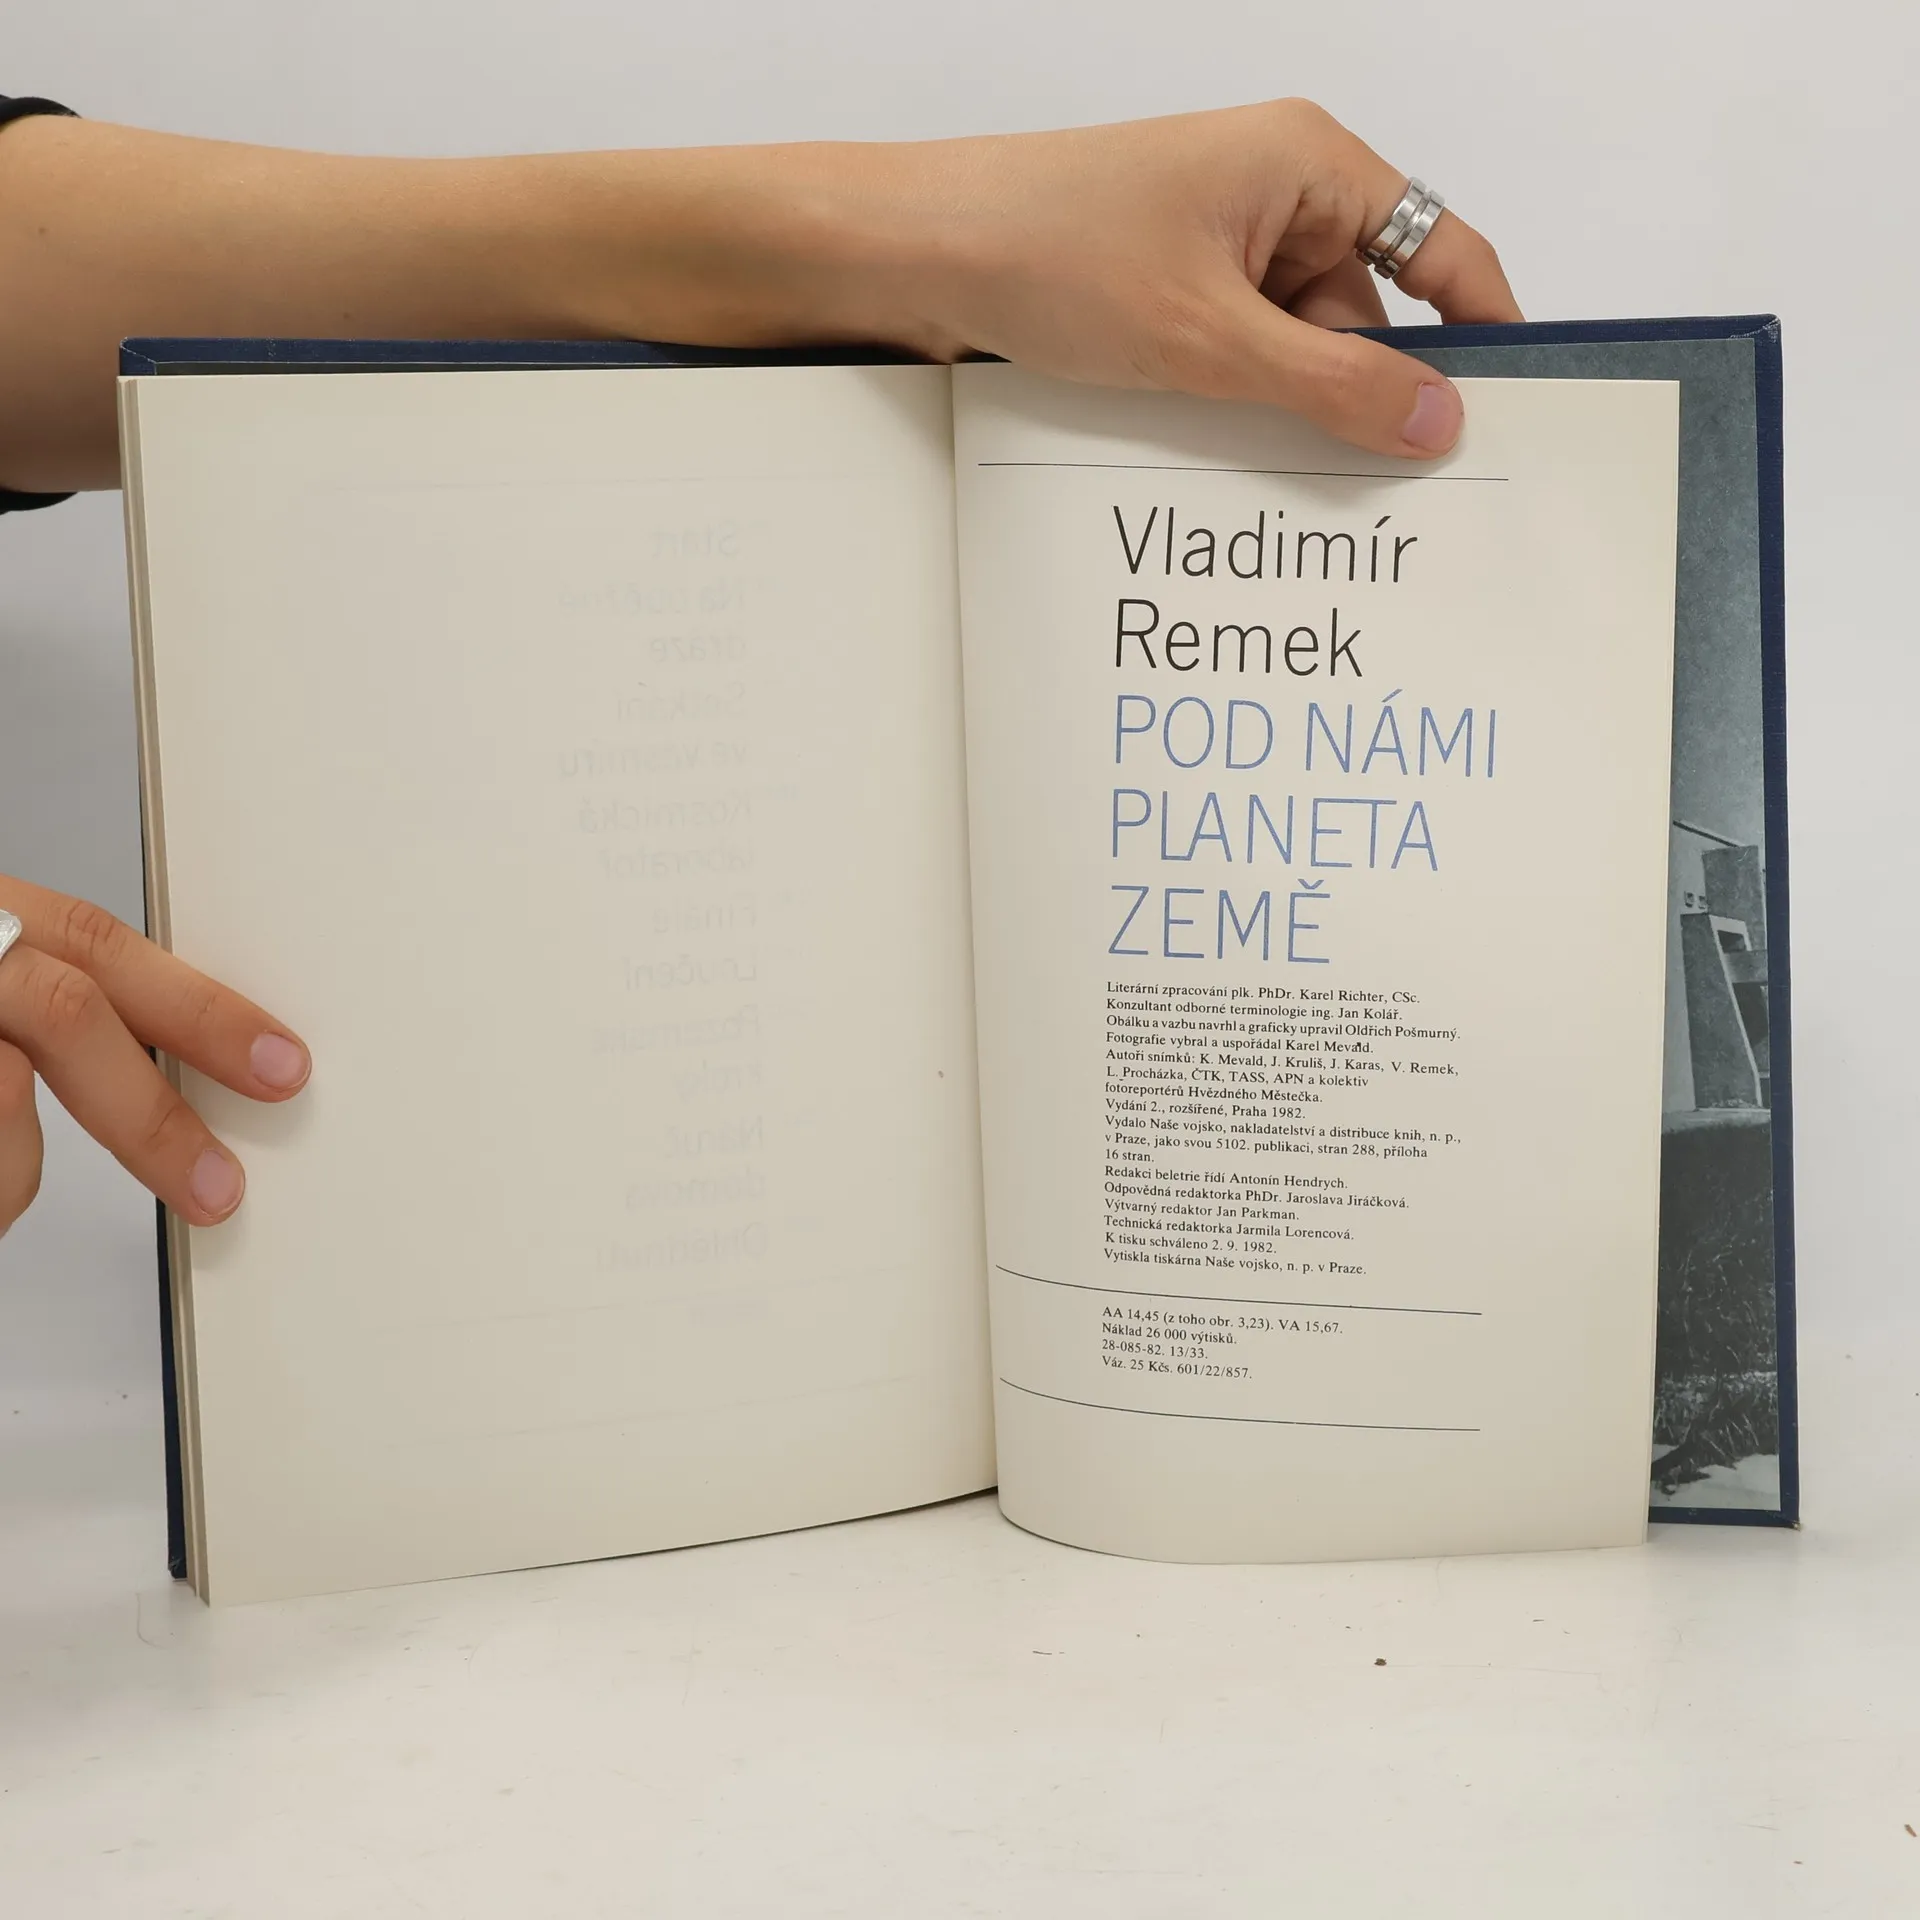 Vladimír
Remek
POD NÁMI
PLANETA
ZEMĚ
Literární zpracování plk. PhDr. Karel Richter, CSc.
Konzultant odborné terminologie ing. Jan Kolář.
Obálku a vazbu navrhl a graficky upravil Oldřich Pošmurný.
Fotografie vybral a uspořádal Karel Mevald.
Autoři snímků: K. Mevald, J. Kruliš, J. Karas, V. Remek,
L. Procházka, ČTK, TASS, APN a kolektiv
fotoreportérů Hvězdného Městečka.
Vydání 2., rozšířené, Praha 1982.
Vydalo Naše vojsko, nakladatelství a distribuce knih, n. p.,
v Praze, jako svou 5102. publikaci, stran 288, příloha
16 stran.
Redakci beletrie řídí Antonín Hendrych.
Odpovědná redaktorka PhDr. Jaroslava Jiráčková.
Výtvarný redaktor Jan Parkman.
Technická redaktorka Jarmila Lorencová.
K tisku schváleno 2. 9. 1982.
Vytiskla tiskárna Naše vojsko, n. p. v Praze.
AA 14,45 (z toho obr. 3,23). VA 15,67.
Náklad 26 000 výtisků.
28-085-82. 13/33.
Váz. 25 Kčs. 601/22/857.